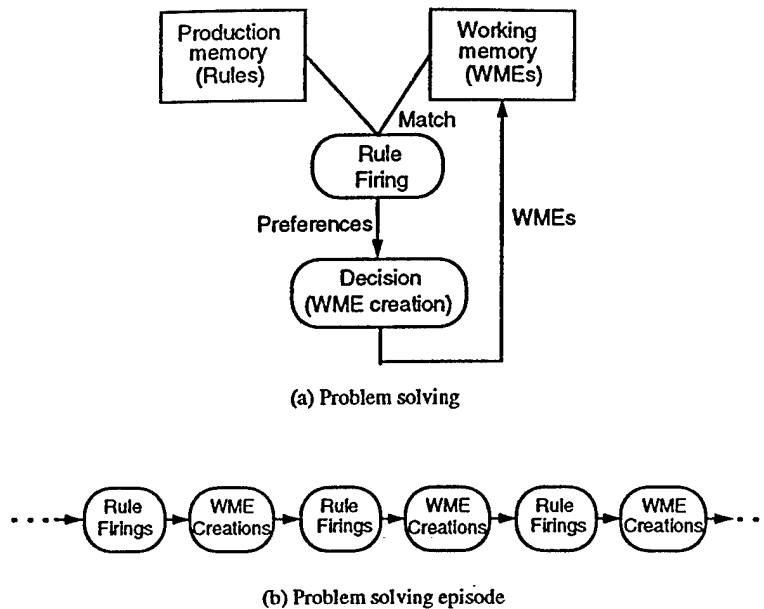 Production
memory
(Rules)
Working
memory
(WMEs)
Match
Rule
Firing
Preferences
WMEs
Decision
(WME creation)
(a) Problem solving
Rule
Firings
WME
Creations
Rule
Firings
WME
Creations
Rule
Firings
WME
Creations
(b) Problem solving episode